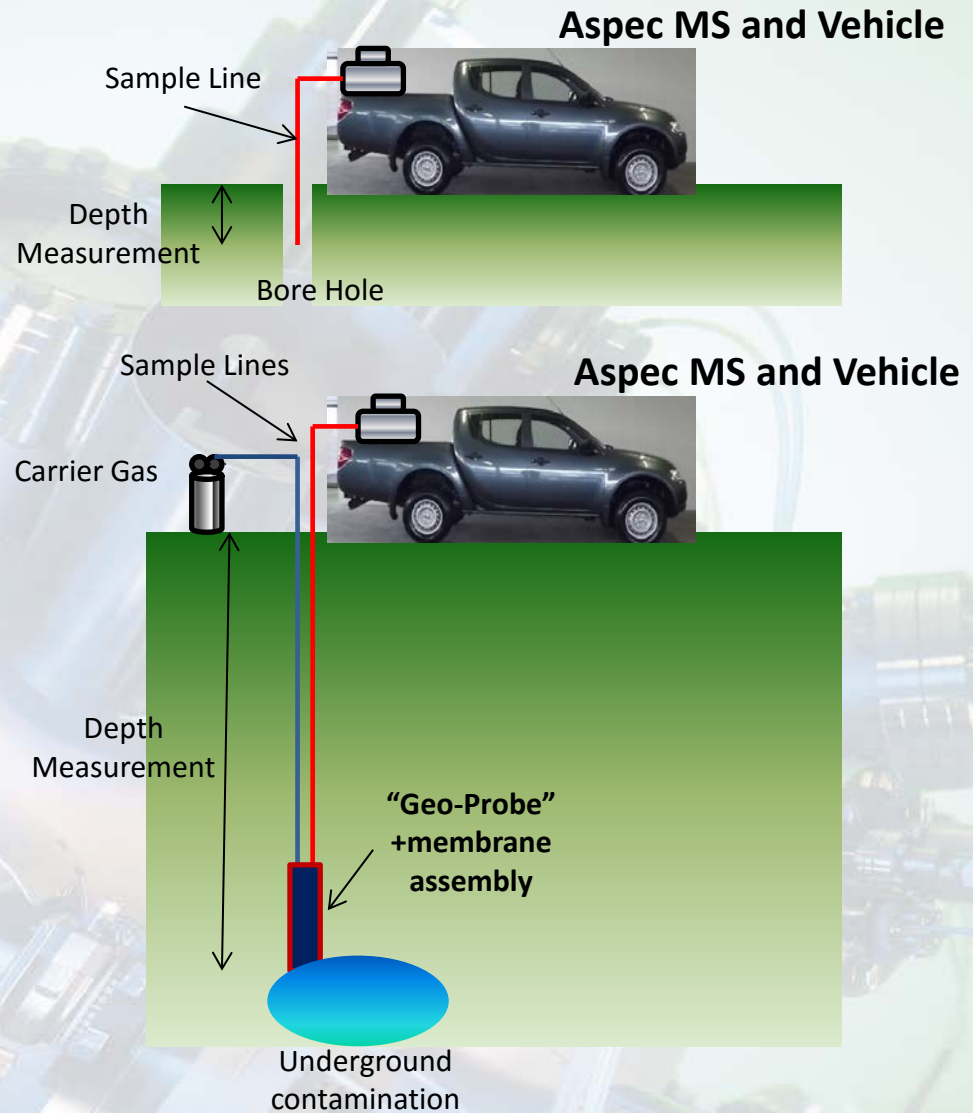 Aspec MS and Vehicle
Sample Line
Depth
Measurement
Bore Hole
Sample Lines
Aspec MS and Vehicle
Carrier Gas
Depth
Measurement
“Geo-Probe”
+membrane
assembly
Underground
contamination